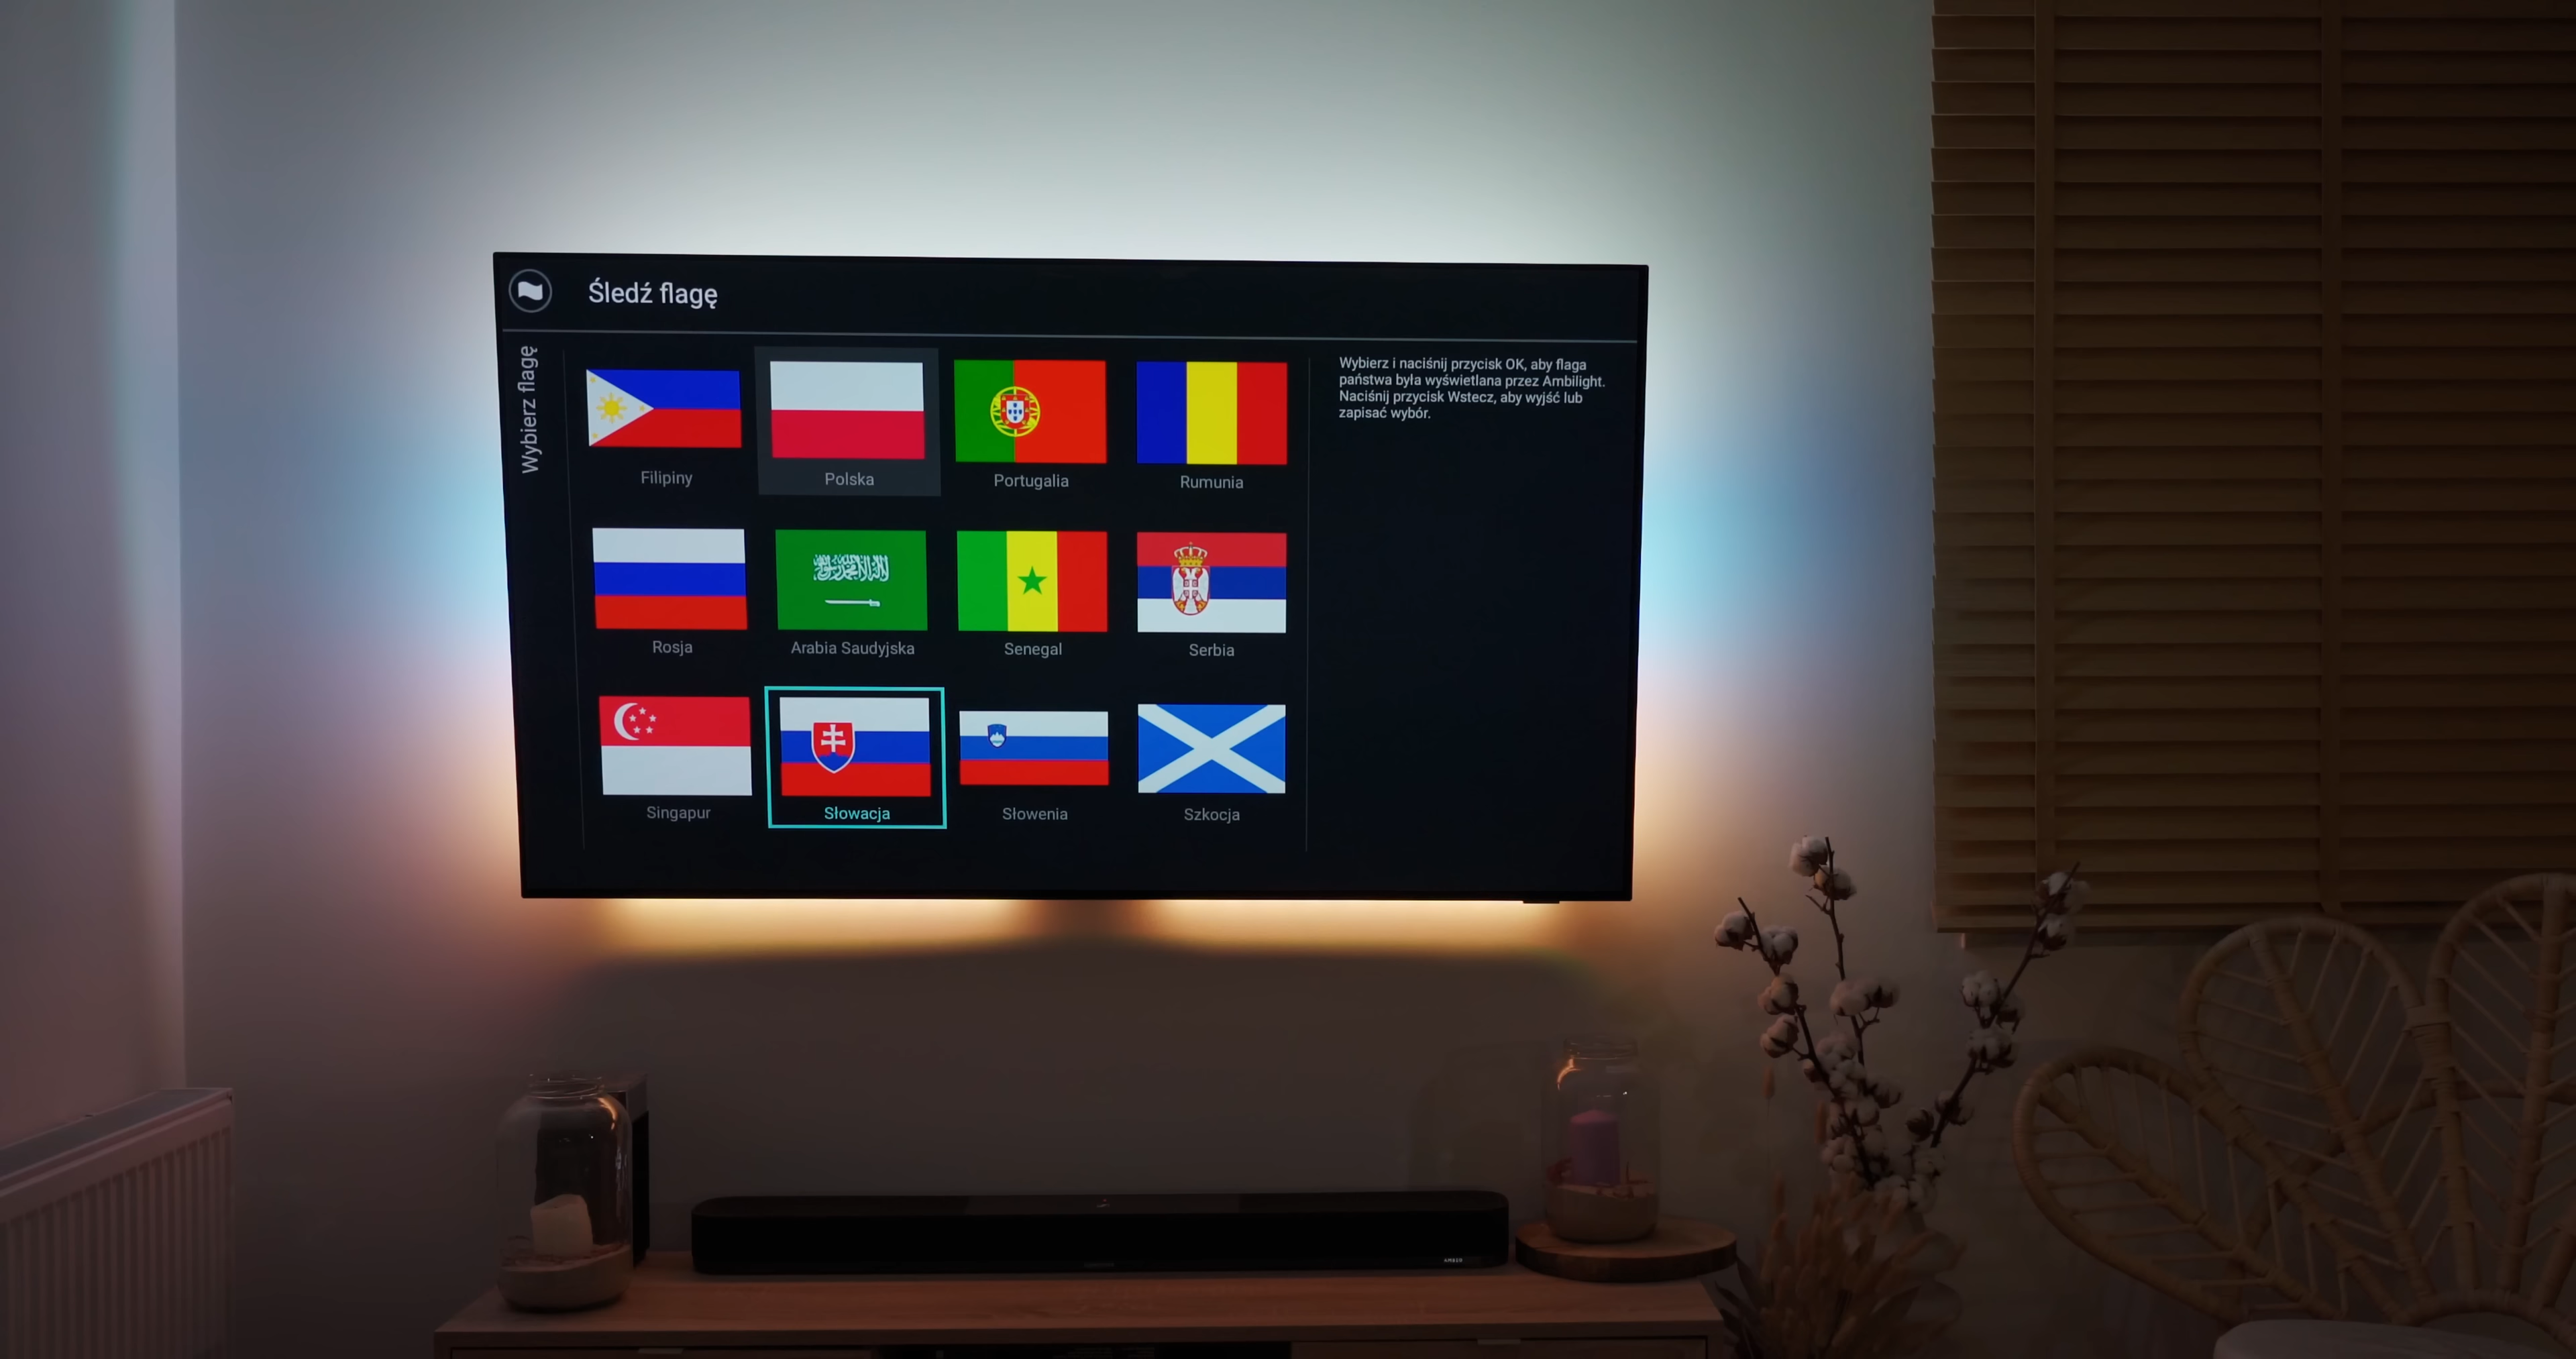 Śledź flagę
Wybierz flagę
Filipiny
Polska
Portugalia
Rumunia
Rosja
Arabia Saudyjska
Senegal
Serbia
Singapur
Słowacja
Słowenia
Szkocja
Wybierz i naciśnij przycisk OK, aby flaga
państwa była wyświetlana przez Ambilight.
Naciśnij przycisk Wstecz, aby wyjść lub
zapisać wybór.